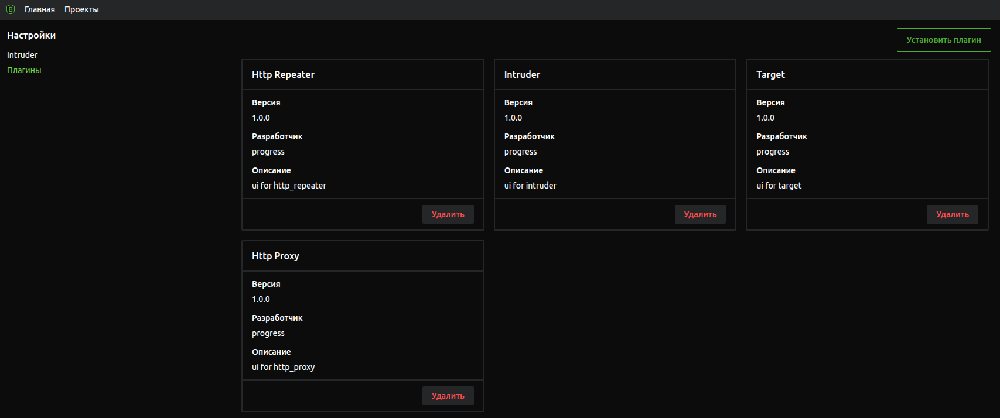 B Главная Проекты
Настройки
Intruder
Плагины
Установить плагин
Http Repeater
Версия
1.0.0
Разработчик
progress
Описание
ui for http_repeater
Удалить
Intruder
Версия
1.0.0
Разработчик
progress
Описание
ui for intruder
Удалить
Target
Версия
1.0.0
Разработчик
progress
Описание
ui for target
Удалить
Http Proxy
Версия
1.0.0
Разработчик
progress
Описание
ui for http_proxy
Удалить